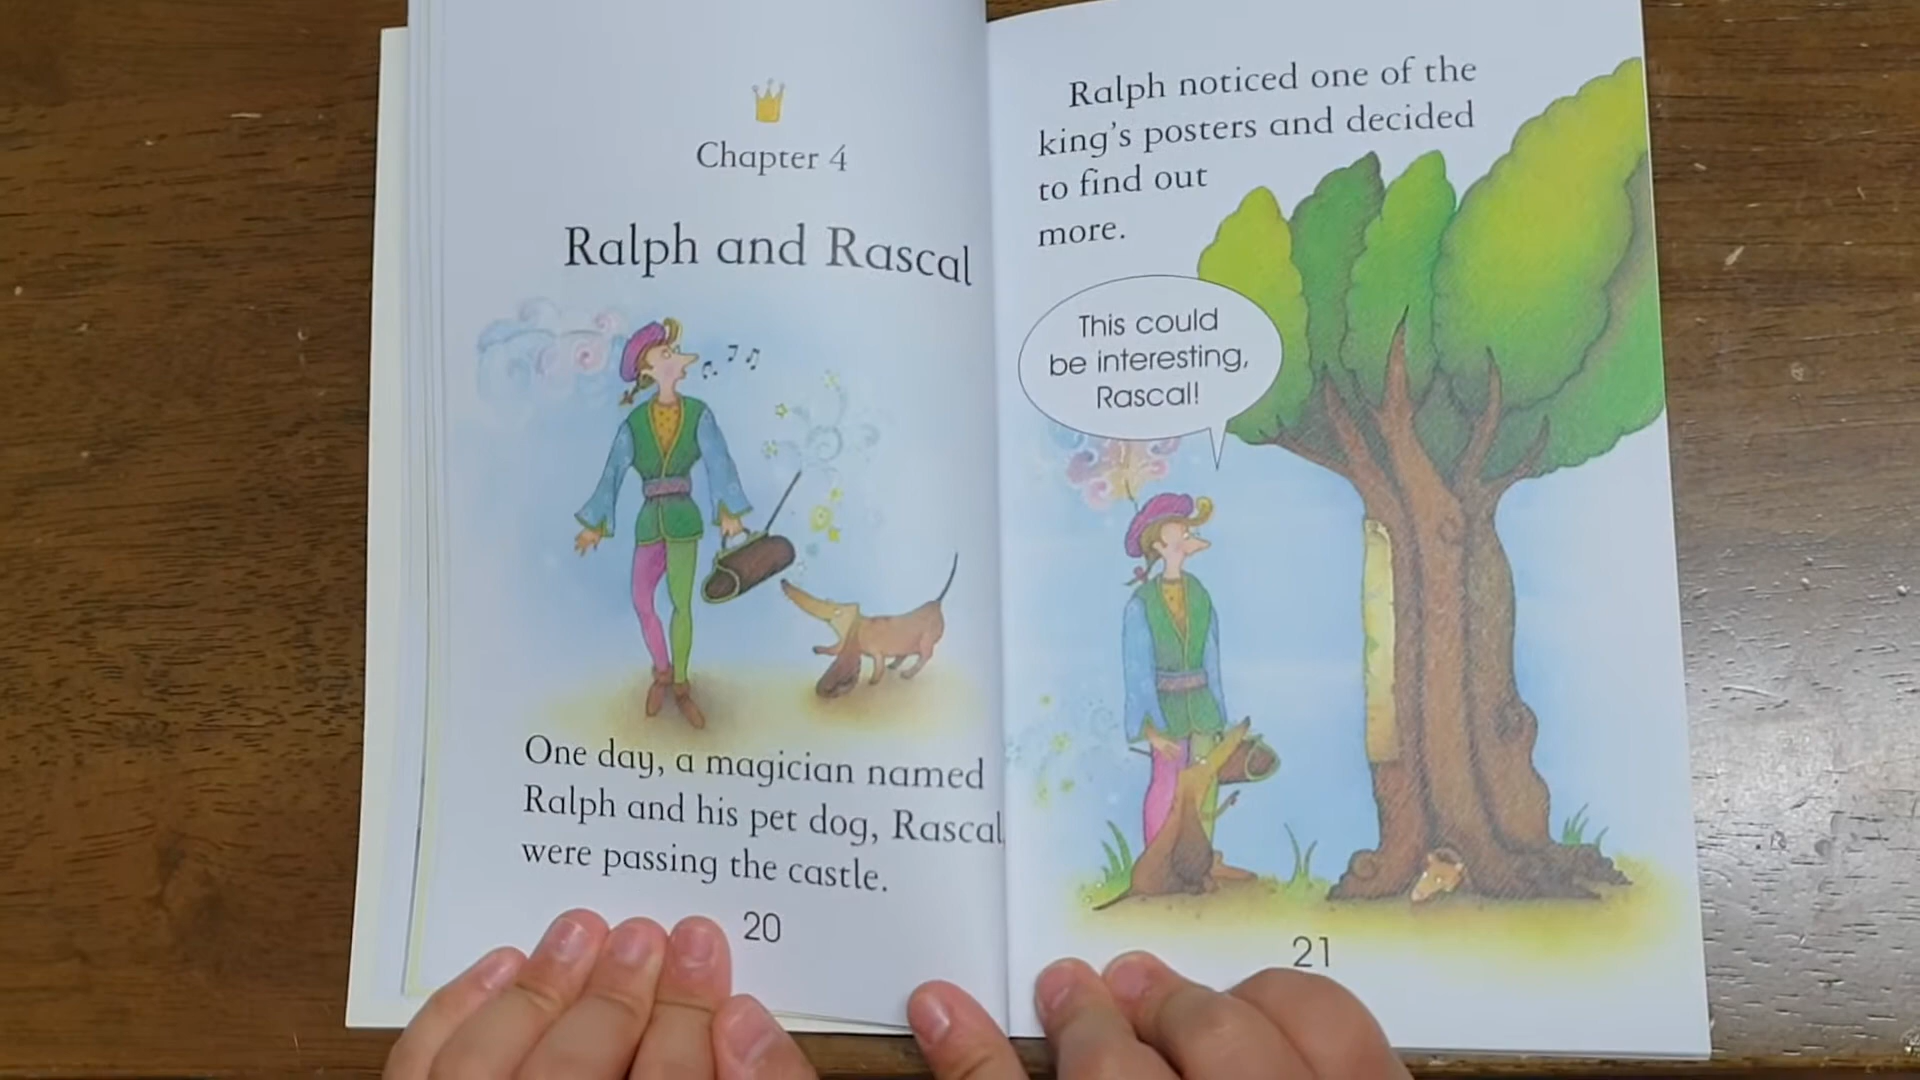 Chapter 4
Ralph and Rascal
One day, a magician named
Ralph and his pet dog, Rascal
were passing the castle.
20
Ralph noticed one of the
king's posters and decided
to find out
more.
This could
be interesting,
Rascal!
21